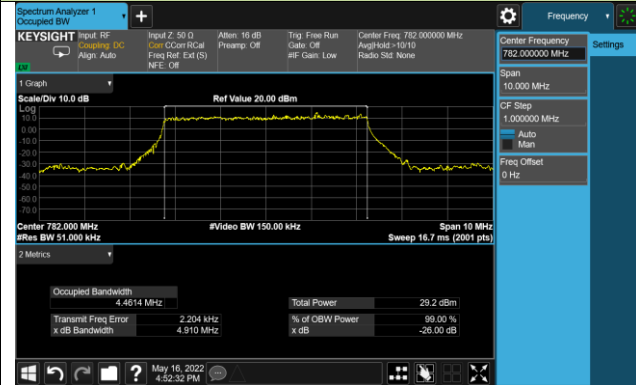 Spectrum Analyzer 1
Occupied BW
+
Frequency
KEYSIGHT
Input: RF
Coupling: DC
Align: Auto
Input Z: 50 Ω
Corr CCorr RCal
Freq Ref: Ext (S)
NFE: Off
Atten: 16 dB
Preamp: Off
Trig: Free Run
Gate: Off
#IF Gain: Low
Center Freq: 782.000000 MHz
Avg|Hold:>10/10
Radio Std: None
LXI
1 Graph
Scale/Div 10.0 dB
Ref Value 20.00 dBm
Log
10.0
0.00
-10.0
-20.0
-30.0
-40.0
-50.0
-60.0
-70.0
Center 782.000 MHz
#Video BW 150.00 kHz
Span 10 MHz
#Res BW 51.000 kHz
Sweep 16.7 ms (2001 pts)
2 Metrics
Occupied Bandwidth
4.4614 MHz
Total Power 29.2 dBm
Transmit Freq Error 2.204 kHz
% of OBW Power 99.00 %
x dB Bandwidth 4.910 MHz
x dB -26.00 dB
?
May 16, 2022
4:52:32 PM
Center Frequency
782.000000 MHz
Settings
Span
10.000 MHz
CF Step
1.000000 MHz
Auto
Man
Freq Offset
0 Hz